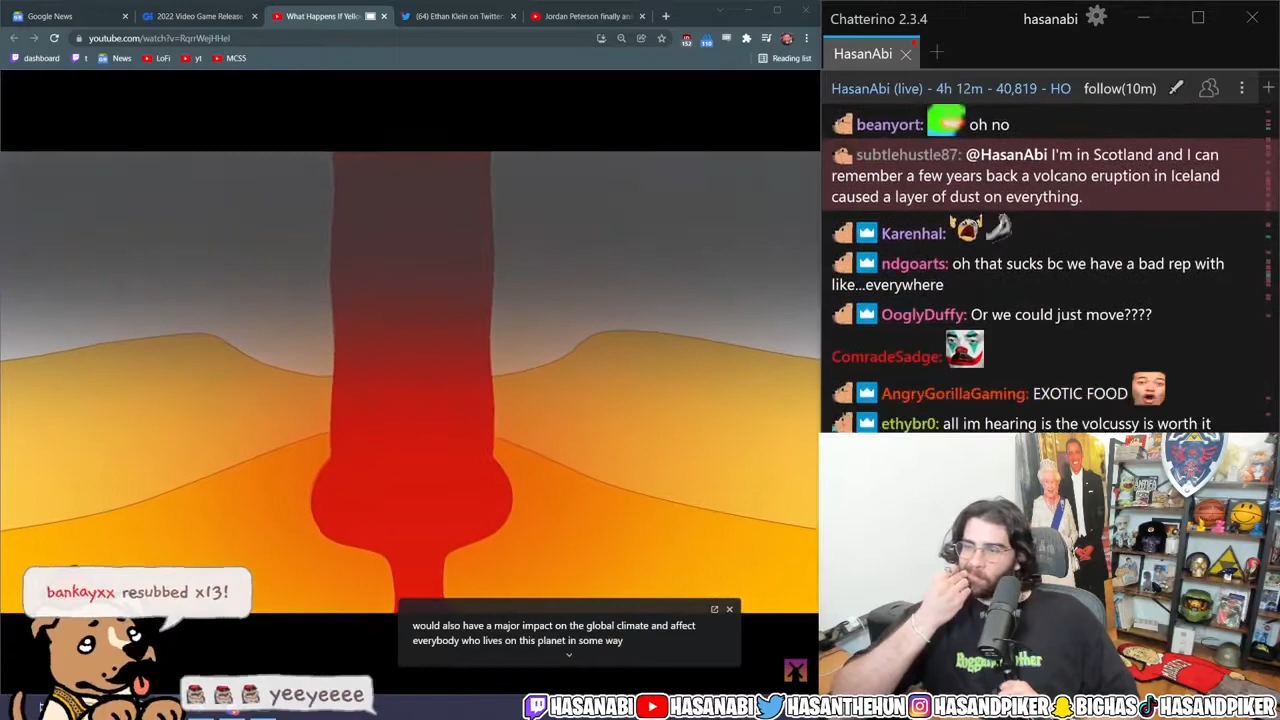 Google News
2022 Video Game Release
What Happens If Yello
(64) Ethan Klein on Twitter
Jordan Peterson finally an
youtube.com/watch?v=RqrrWejHHeI
152
110
dashboard
t
News
LoFi
yt
MCSS
Reading list
would also have a major impact on the global climate and affect
everybody who lives on this planet in some way
bankayxx resubbed x13!
yeeyeeee
Chatterino 2.3.4
hasanabi
HasanAbi
HasanAbi (live) - 4h 12m - 40,819 - HO
follow(10m)
beanyort: oh no
subtlehustle87: @HasanAbi I'm in Scotland and I can
remember a few years back a volcano eruption in Iceland
caused a layer of dust on everything.
Karenhal:
ndgoarts: oh that sucks bc we have a bad rep with
like...everywhere
OoglyDuffy: Or we could just move????
ComradeSadge:
AngryGorillaGaming: EXOTIC FOOD
ethybr0: all im hearing is the volcussy is worth it
HASANABI
HASANABI
HASANTHEHUN
HASANDPIKER
BIGHAS
HASANDPIKER